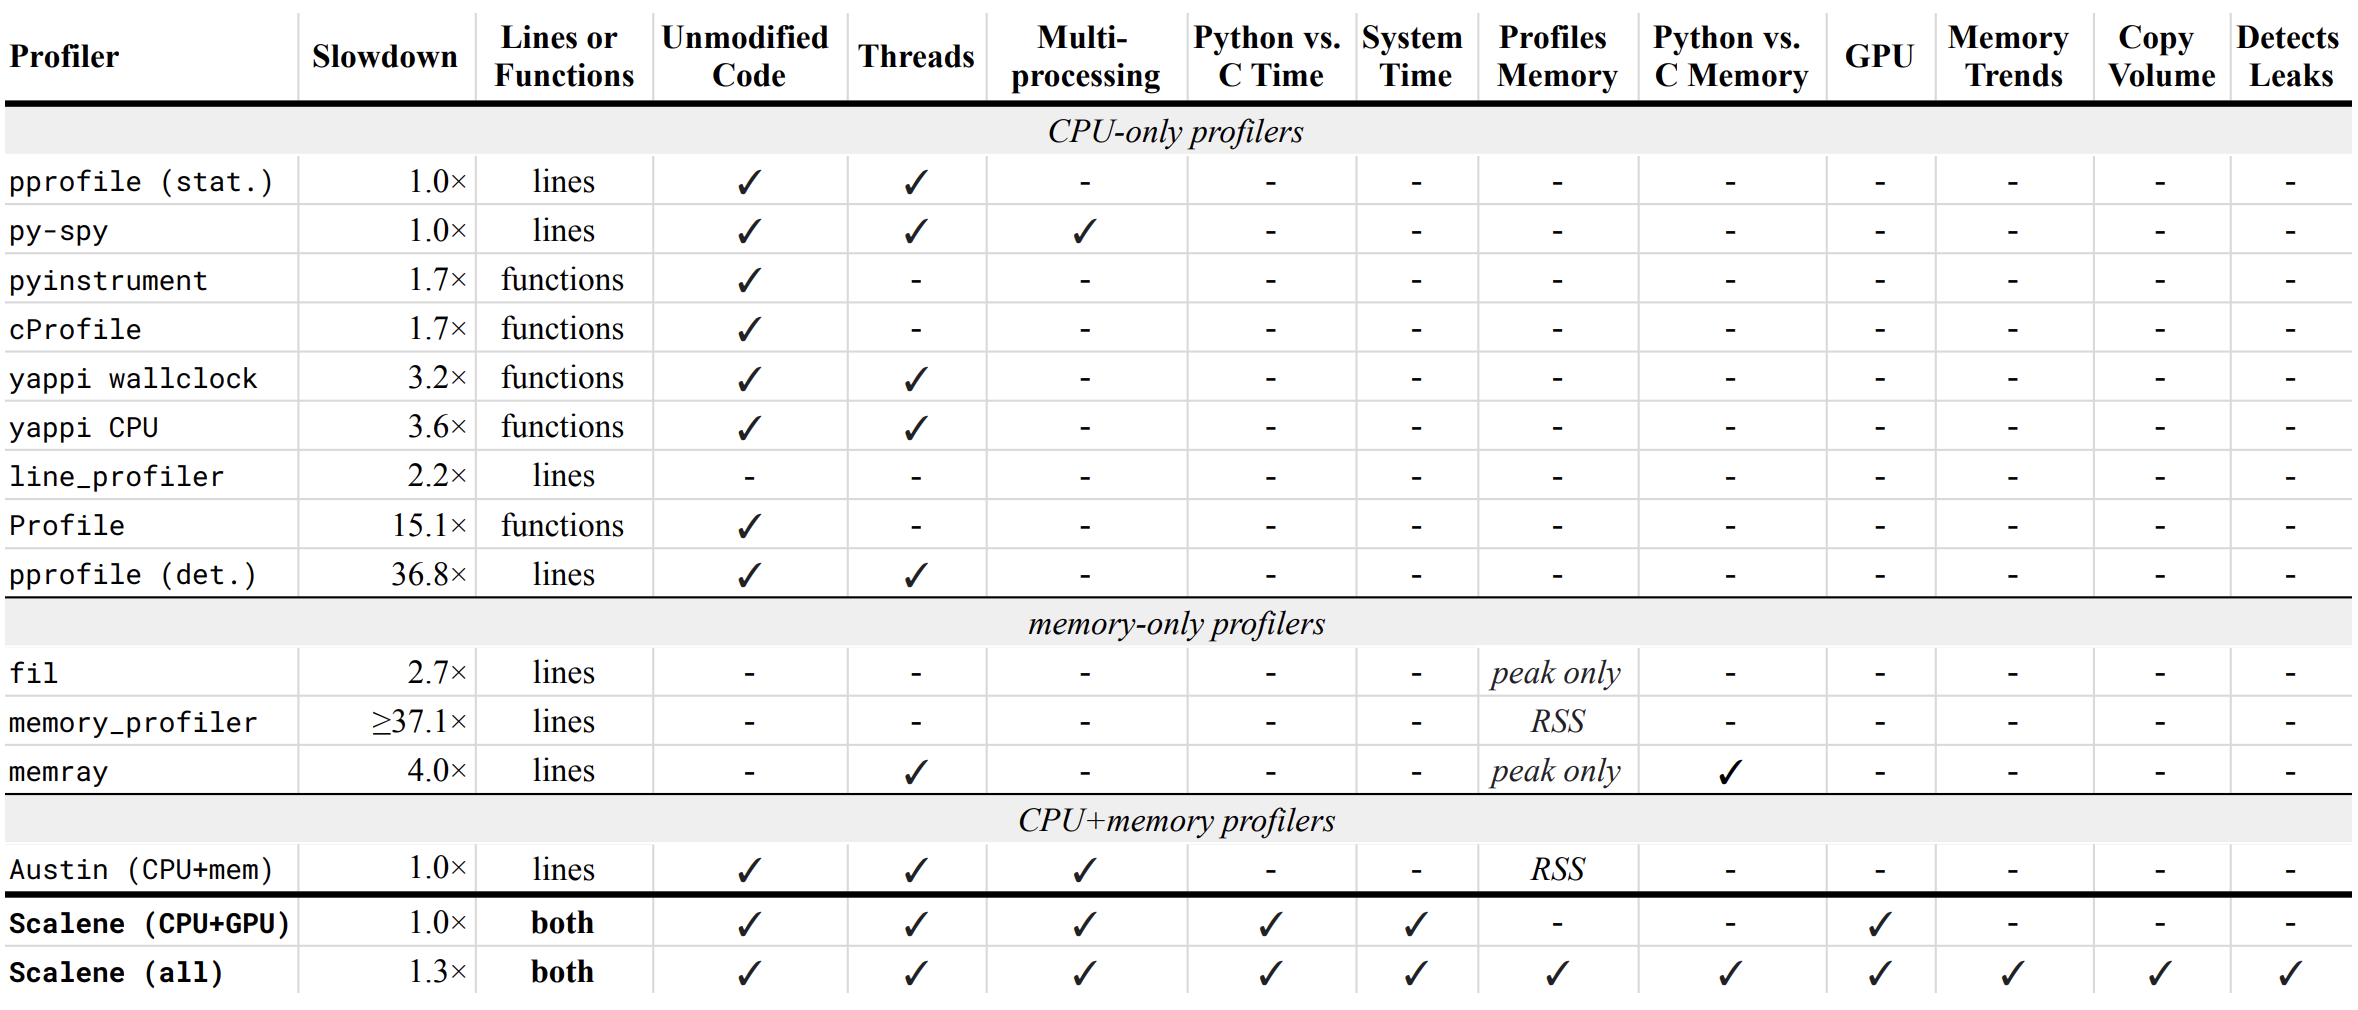 Profiler Slowdown Lines or Functions Unmodified Code Threads Multi-processing Python vs. C Time System Time Profiles Memory Python vs. C Memory GPU Memory Trends Copy Volume Detects Leaks
CPU-only profilers
pprofile (stat.) 1.0× lines ✓ ✓ - - - - - - - - -
py-spy 1.0× lines ✓ ✓ ✓ - - - - - - - -
pyinstrument 1.7× functions ✓ - - - - - - - - - -
cProfile 1.7× functions ✓ - - - - - - - - - -
yappi wallclock 3.2× functions ✓ ✓ - - - - - - - - -
yappi CPU 3.6× functions ✓ ✓ - - - - - - - - -
line_profiler 2.2× lines - - - - - - - - - - -
Profile 15.1× functions ✓ - - - - - - - - - -
pprofile (det.) 36.8× lines ✓ ✓ - - - - - - - - -
memory-only profilers
fil 2.7× lines - - - - - peak only - - - - -
memory_profiler ≥37.1× lines - - - - - RSS - - - - -
memray 4.0× lines - ✓ - - - peak only ✓ - - - -
CPU+memory profilers
Austin (CPU+mem) 1.0× lines ✓ ✓ ✓ - - RSS - - - - -
Scalene (CPU+GPU) 1.0× both ✓ ✓ ✓ ✓ ✓ - - ✓ - - -
Scalene (all) 1.3× both ✓ ✓ ✓ ✓ ✓ ✓ ✓ ✓ ✓ ✓ ✓